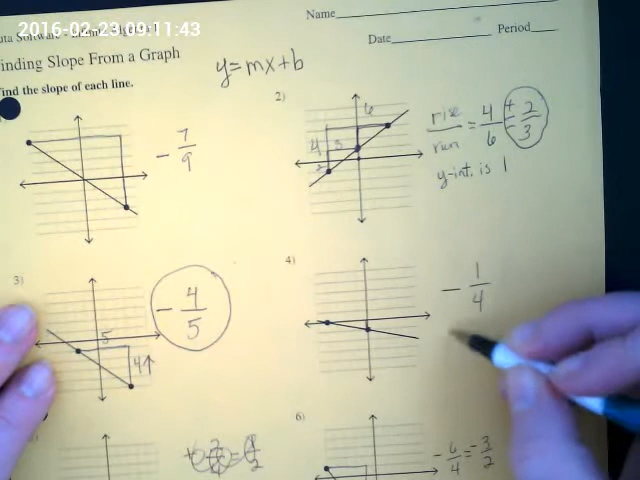 2016-02-23 09:11:43
Name
Date Period
Finding Slope From a Graph
y=mx+b
Find the slope of each line.
- 7/9
2)
6
4
3
2
rise/run = 4/6 = + 2/3
y-int. is 1
3)
5
4↑
- 4/5
4)
- 1/4
6)
- 6/4 = - 3/2